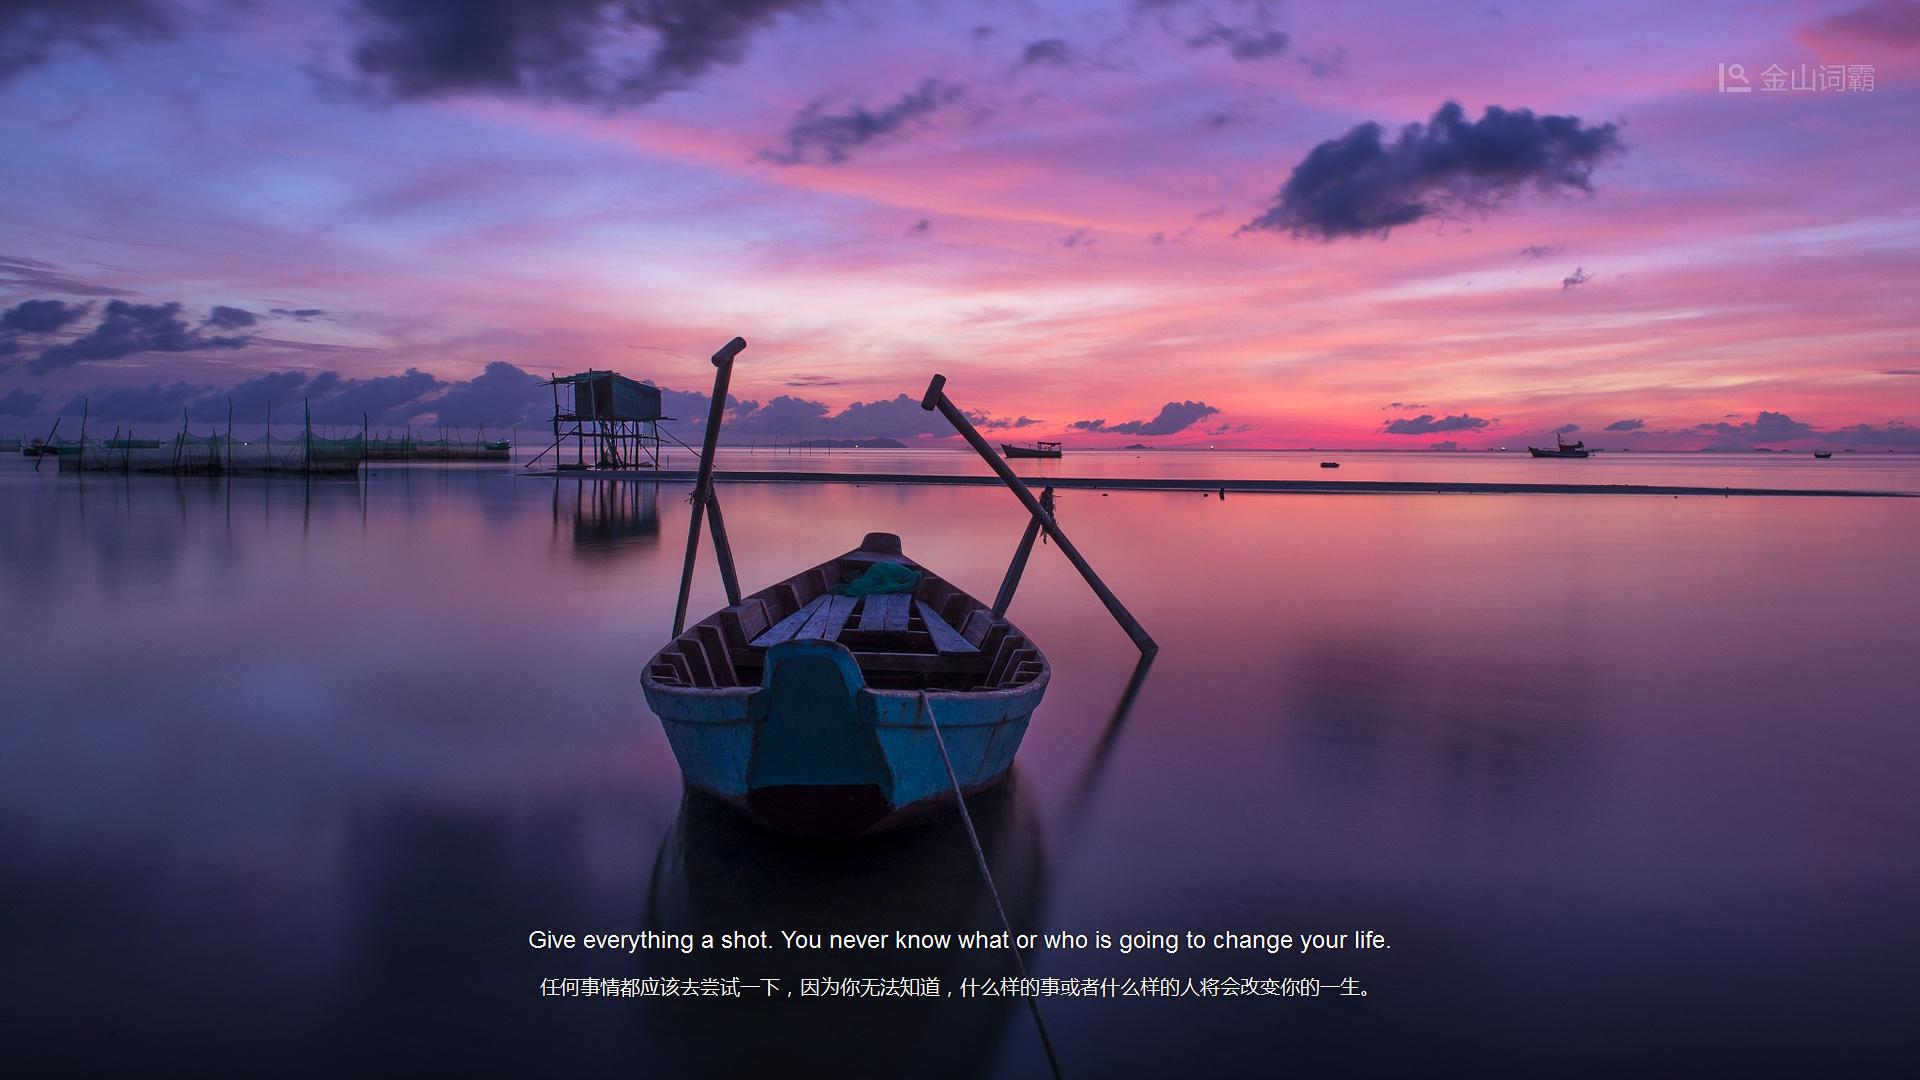 金山词霸
Give everything a shot. You never know what or who is going to change your life.
任何事情都应该去尝试一下，因为你无法知道，什么样的事或者什么样的人将会改变你的一生。